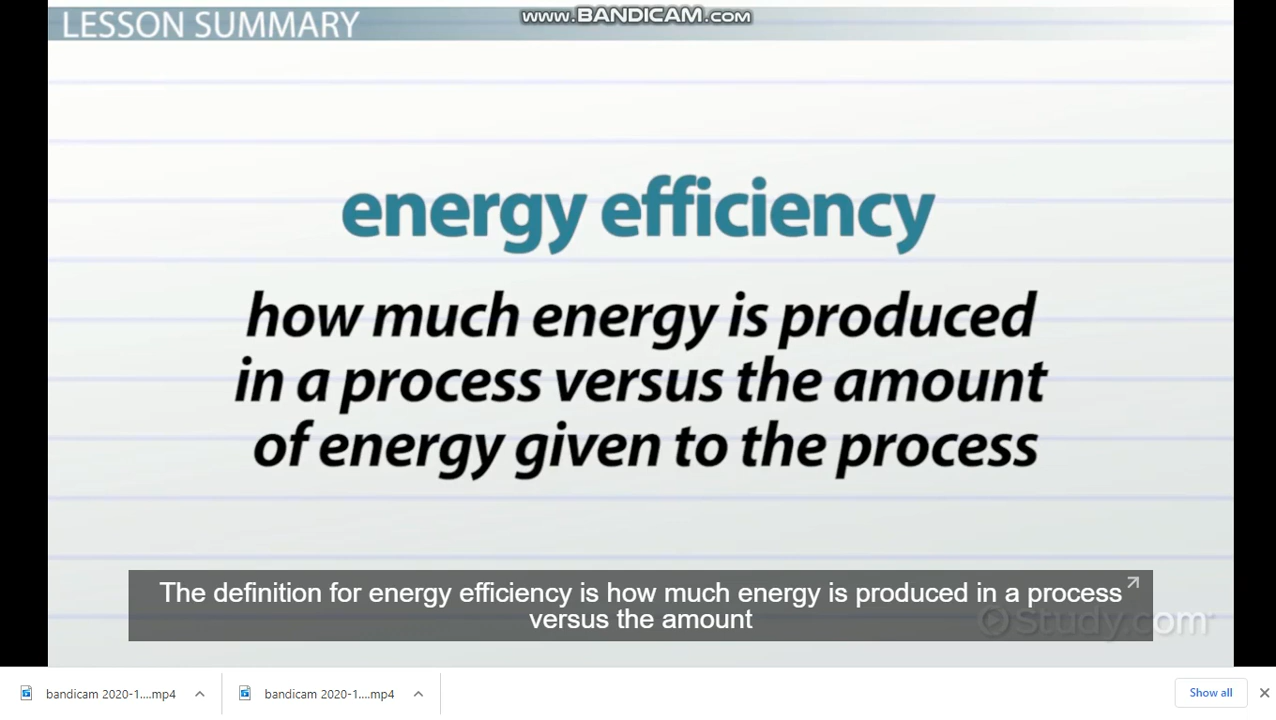 LESSON SUMMARY
www.BANDICAM.com
energy efficiency
how much energy is produced
in a process versus the amount
of energy given to the process
The definition for energy efficiency is how much energy is produced in a process
versus the amount
Study.com
bandicam 2020-1....mp4
bandicam 2020-1....mp4
Show all